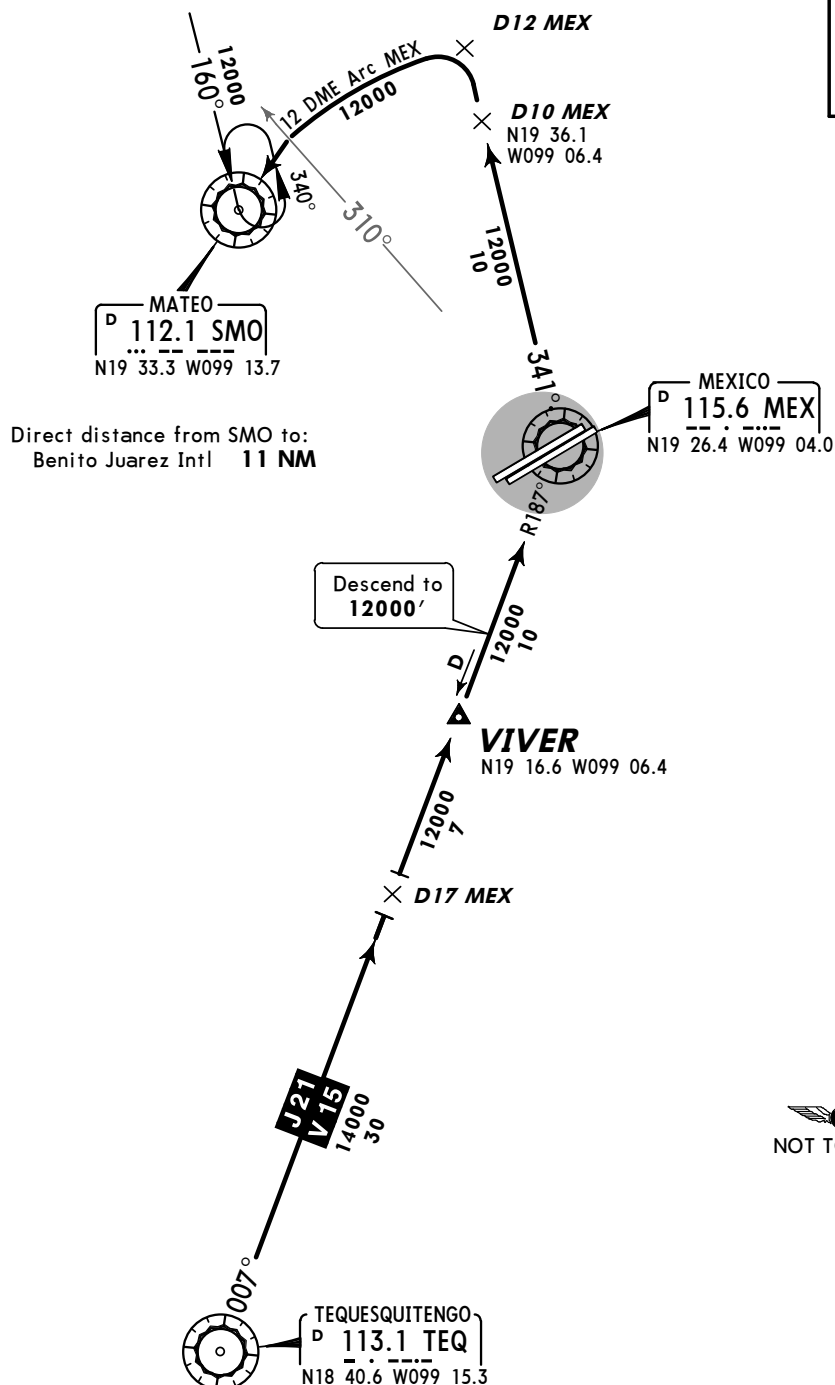 D12 MEX
12 DME Arc MEX
12000
12000
160°
D10 MEX
N19 36.1
W099 06.4
340°
310°
12000
10
MATEO
D 112.1 SMO
N19 33.3 W099 13.7
341°
MEXICO
D 115.6 MEX
N19 26.4 W099 04.0
Direct distance from SMO to:
Benito Juarez Intl 11 NM
R187°
Descend to
12000'
12000
10
D
VIVER
N19 16.6 W099 06.4
12000
7
D17 MEX
J 21
V 15
14000
30
NOT T
007°
TEQUESQUITENGO
D 113.1 TEQ
N18 40.6 W099 15.3